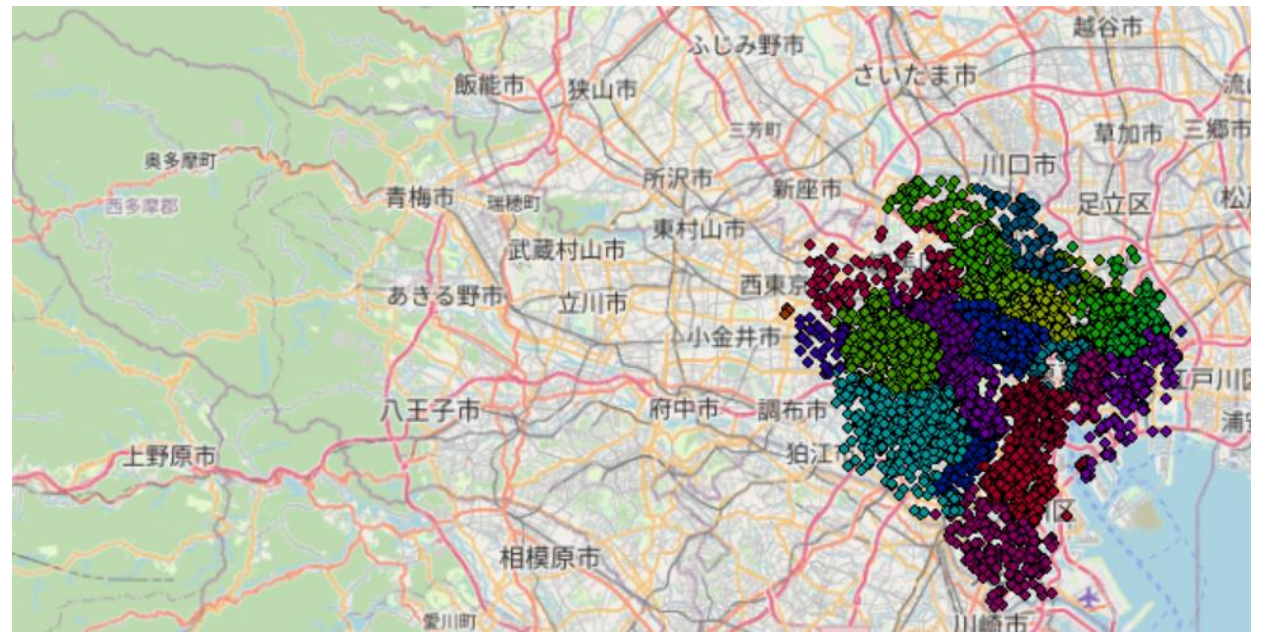 越谷市
ふじみ野市
さいたま市
飯能市
狭山市
三芳町
草加市
三郷市
奥多摩町
川口市
所沢市
新座市
青梅市
瑞穂町
足立区
西多摩郡
東村山市
武蔵村山市
西東京
あきる野市
立川市
小金井市
江戸川区
八王子市
府中市
調布市
上野原市
狛江
区
相模原市
愛川町
川崎市